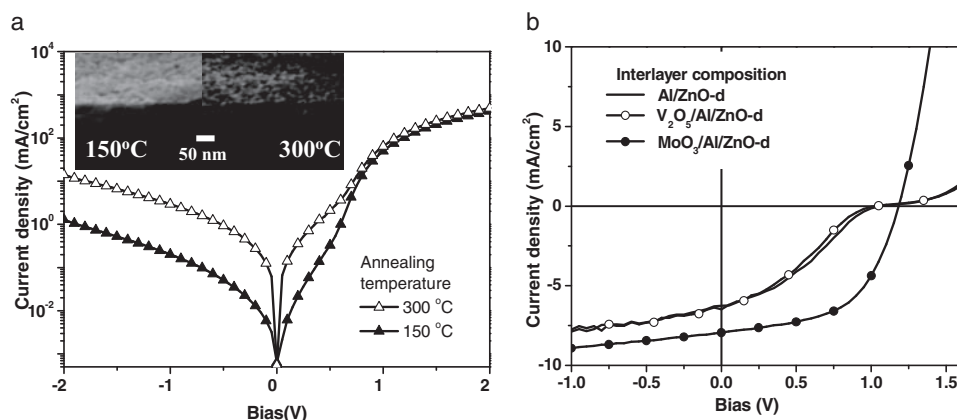 a
10⁴
10²
10⁰
10⁻²
Current density (mA/cm²)
150ºC
50 nm
300ºC
Annealing
temperature
300 °C
150 °C
-2
-1
0
1
2
Bias(V)
b
10
5
0
-5
-10
Current density (mA/cm²)
Interlayer composition
Al/ZnO-d
V₂O₅/Al/ZnO-d
MoO₃/Al/ZnO-d
-1.0
-0.5
0.0
0.5
1.0
1.5
Bias (V)